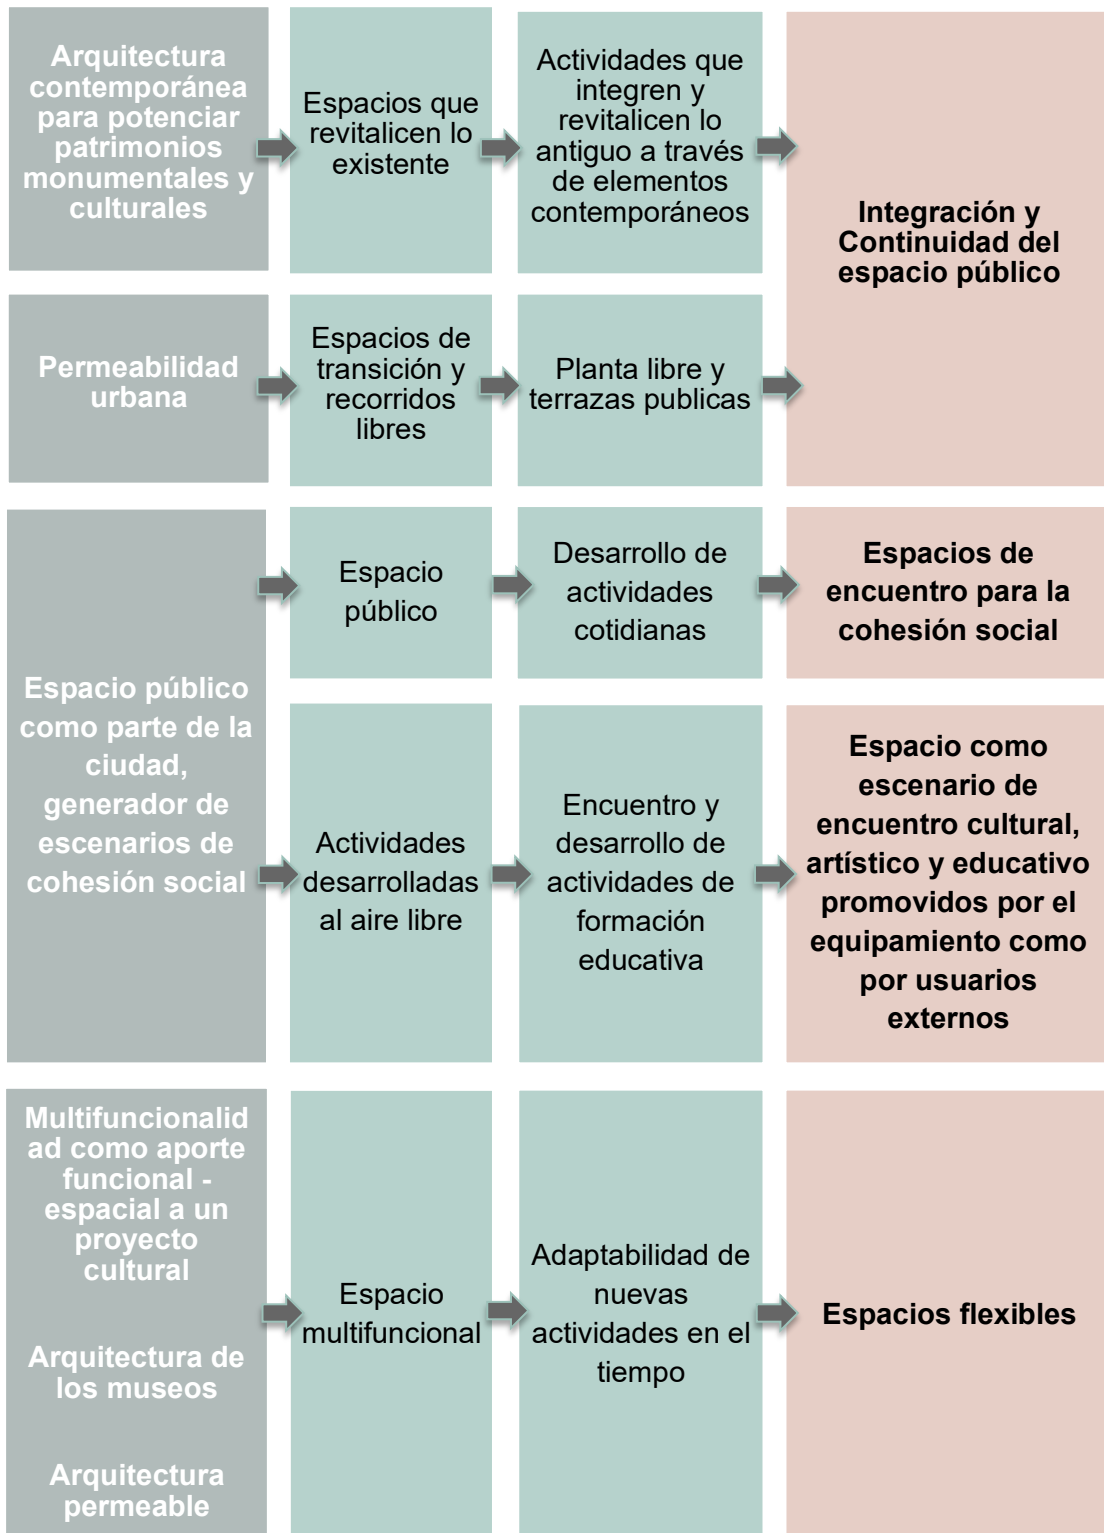 Arquitectura
contemporánea
para potenciar
patrimonios
monumentales y
culturales
Espacios que
revitalicen lo
existente
Actividades que
integren y
revitalicen lo
antiguo a través
de elementos
contemporáneos
Integración y
Continuidad del
espacio público
Permeabilidad
urbana
Espacios de
transición y
recorridos
libres
Planta libre y
terrazas publicas
Espacio público
como parte de la
ciudad,
generador de
escenarios de
cohesión social
Espacio
público
Desarrollo de
actividades
cotidianas
Espacios de
encuentro para la
cohesión social
Actividades
desarrolladas
al aire libre
Encuentro y
desarrollo de
actividades de
formación
educativa
Espacio como
escenario de
encuentro cultural,
artístico y educativo
promovidos por el
equipamiento como
por usuarios
externos
Multifuncionalid
ad como aporte
funcional -
espacial a un
proyecto
cultural
Arquitectura de
los museos
Arquitectura
permeable
Espacio
multifuncional
Adaptabilidad de
nuevas
actividades en el
tiempo
Espacios flexibles